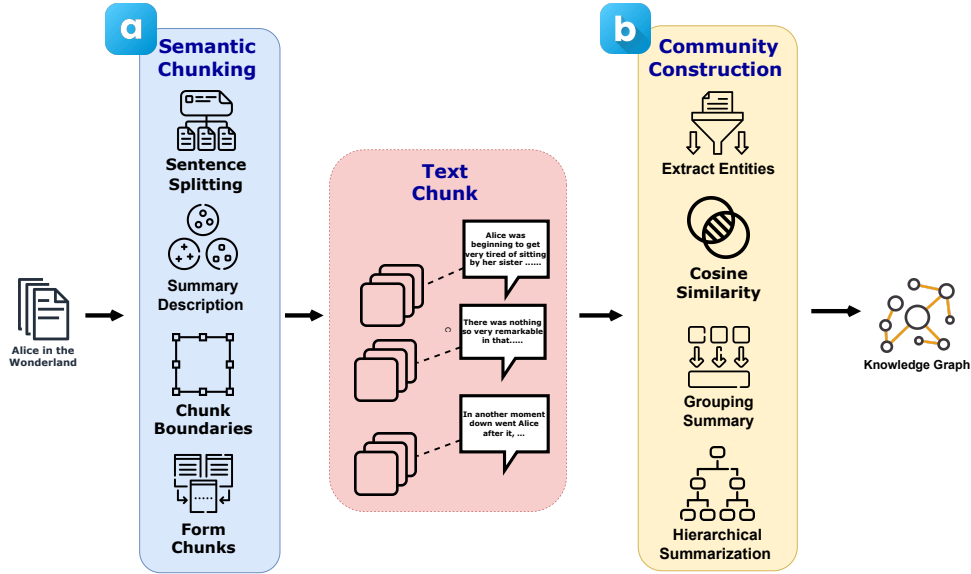 a
Semantic
Chunking
Sentence
Splitting
Summary
Description
Chunk
Boundaries
Form
Chunks
Alice in the
Wonderland
Text
Chunk
Alice was
beginning to get
very tired of sitting
by her sister ......
C
There was nothing
so very remarkable
in that.....
In another moment
down went Alice
after it, ...
b
Community
Construction
Extract Entities
Cosine
Similarity
Grouping
Summary
Hierarchical
Summarization
Knowledge Graph